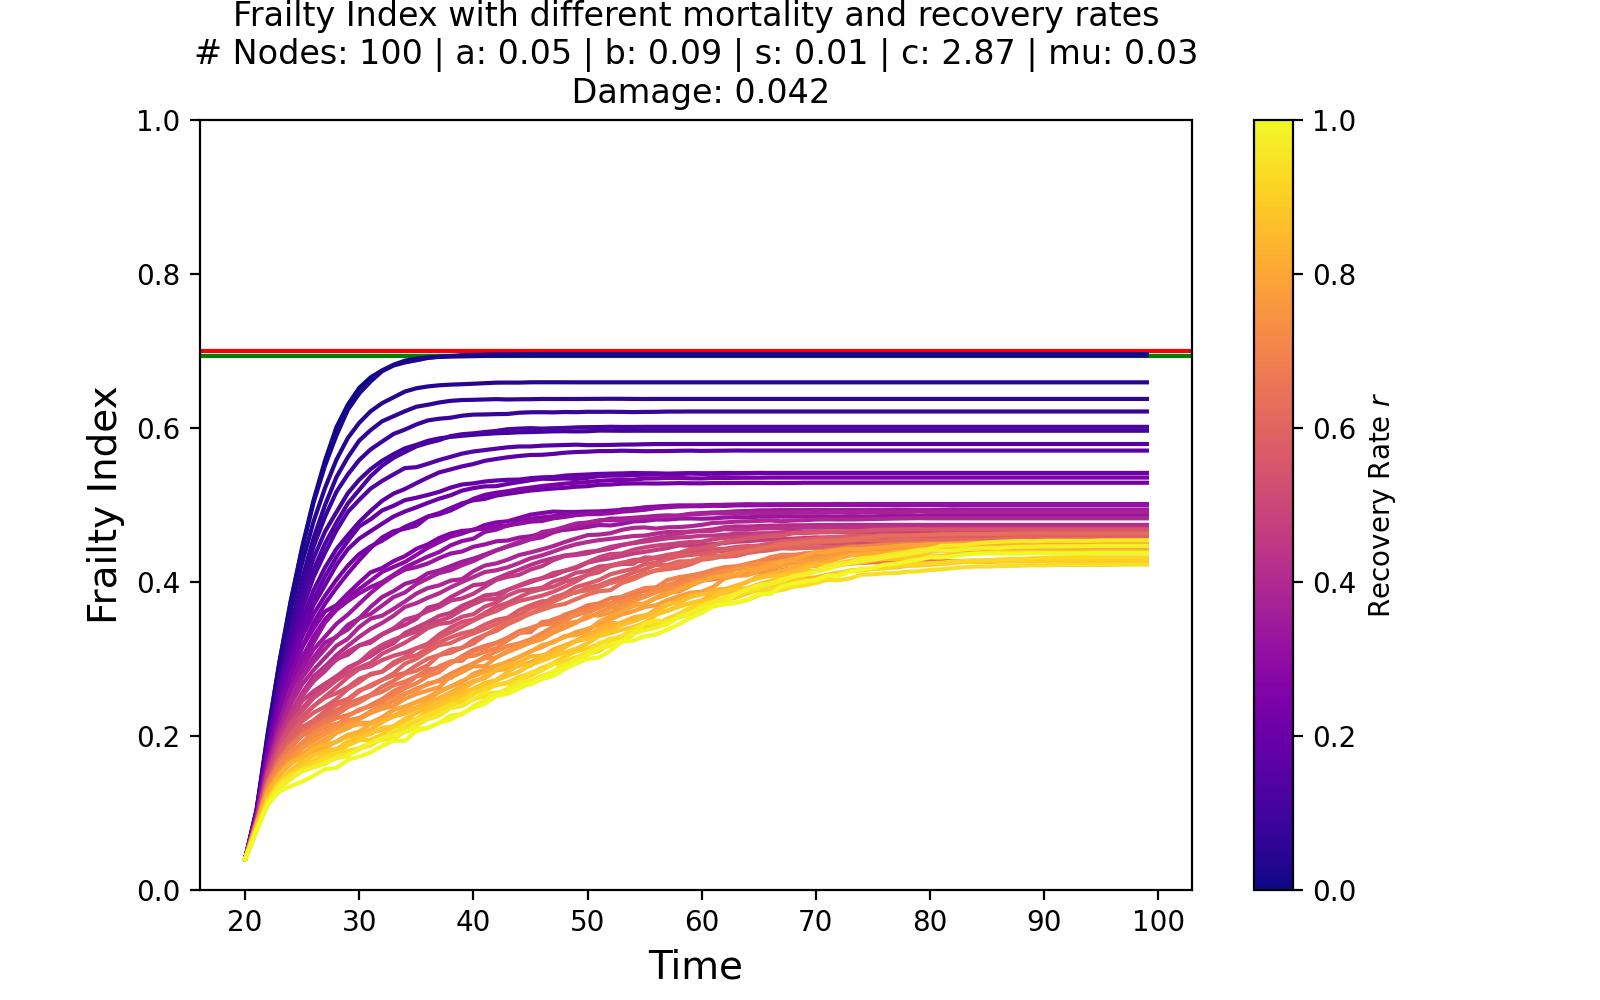 Frailty Index with different mortality and recovery rates
# Nodes: 100 | a: 0.05 | b: 0.09 | s: 0.01 | c: 2.87 | mu: 0.03
Damage: 0.042
1.0
0.8
0.6
0.4
0.2
0.0
Frailty Index
20 30 40 50 60 70 80 90 100
Time
1.0
0.8
0.6
0.4
0.2
0.0
Recovery Rate r